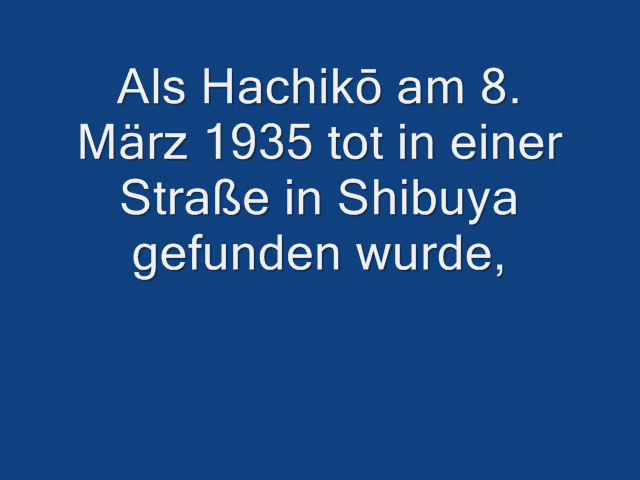 Als Hachikō am 8.
März 1935 tot in einer
Straße in Shibuya
gefunden wurde,